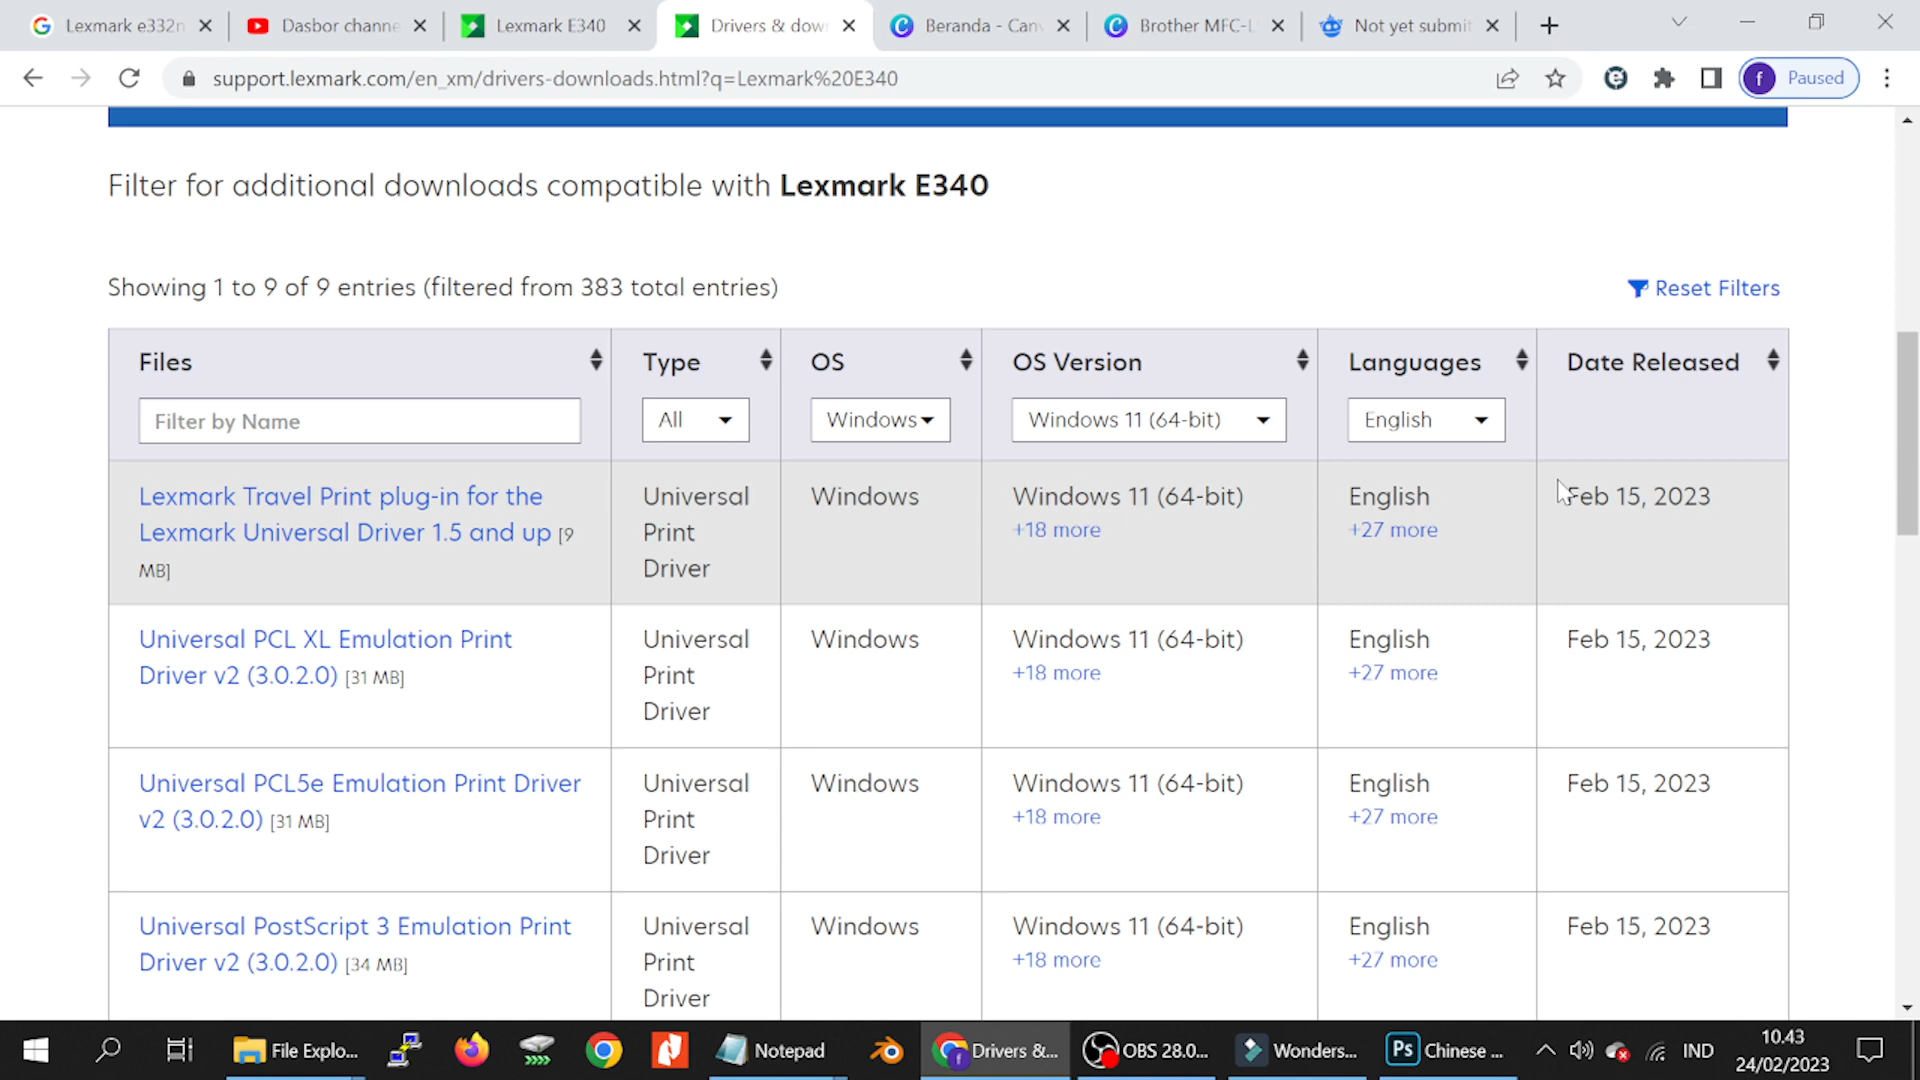 Lexmark e332n
Dasbor channe
Lexmark E340
Drivers & dow
Beranda - Can
Brother MFC-L
Not yet submit
support.lexmark.com/en_xm/drivers-downloads.html?q=Lexmark%20E340
f Paused
Filter for additional downloads compatible with Lexmark E340
Showing 1 to 9 of 9 entries (filtered from 383 total entries)
Reset Filters
Files Type OS OS Version Languages Date Released
Filter by Name All Windows Windows 11 (64-bit) English
Lexmark Travel Print plug-in for the
Lexmark Universal Driver 1.5 and up [9
MB]
Universal
Print
Driver
Windows
Windows 11 (64-bit)
+18 more
English
+27 more
Feb 15, 2023
Universal PCL XL Emulation Print
Driver v2 (3.0.2.0) [31 MB]
Universal
Print
Driver
Windows
Windows 11 (64-bit)
+18 more
English
+27 more
Feb 15, 2023
Universal PCL5e Emulation Print Driver
v2 (3.0.2.0) [31 MB]
Universal
Print
Driver
Windows
Windows 11 (64-bit)
+18 more
English
+27 more
Feb 15, 2023
Universal PostScript 3 Emulation Print
Driver v2 (3.0.2.0) [34 MB]
Universal
Print
Driver
Windows
Windows 11 (64-bit)
+18 more
English
+27 more
Feb 15, 2023
File Explo...
Notepad
Drivers &...
OBS 28.0...
Wonders...
Ps Chinese ...
IND
10.43
24/02/2023